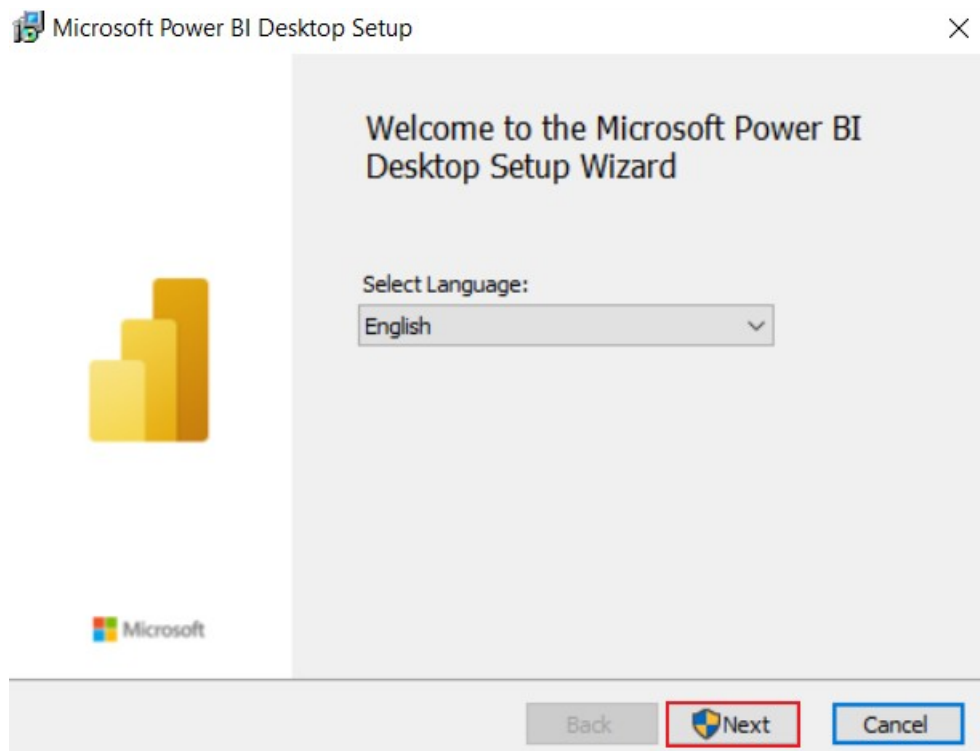 Microsoft Power BI Desktop Setup
Welcome to the Microsoft Power BI
Desktop Setup Wizard
Select Language:
English
Microsoft
Back
Next
Cancel